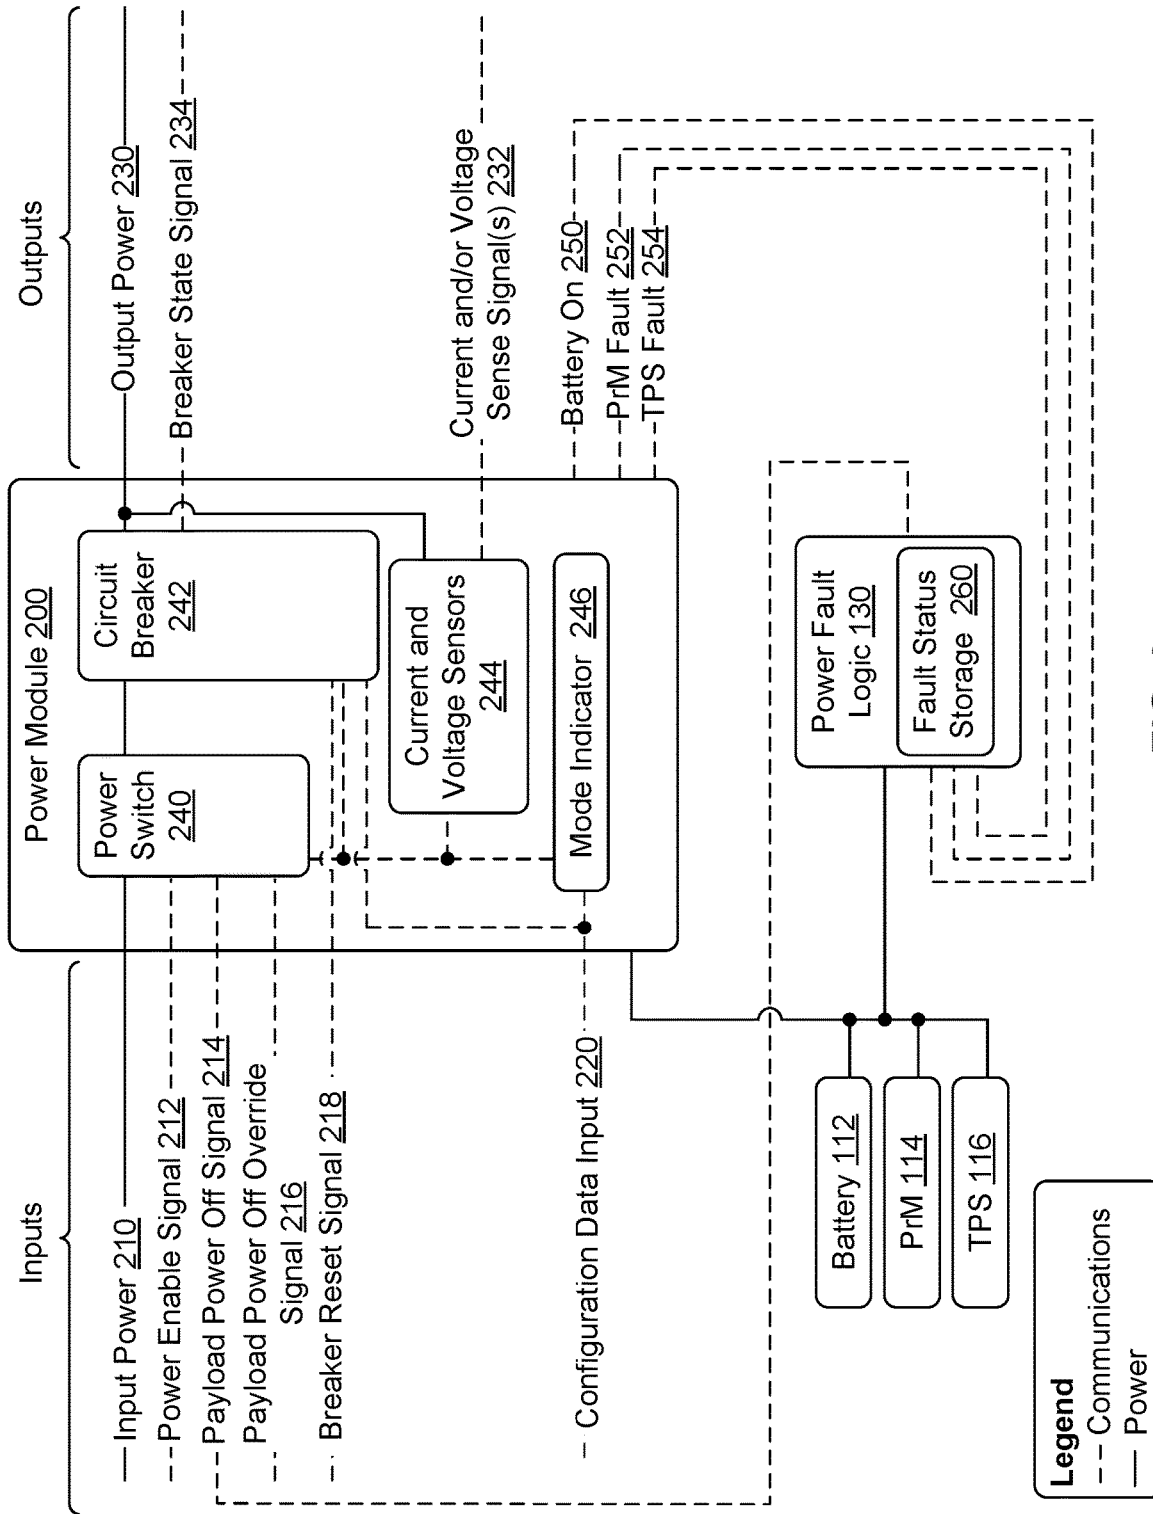 Inputs
Outputs
Input Power 210
Power Enable Signal 212
Payload Power Off Signal 214
Payload Power Off Override
Signal 216
Breaker Reset Signal 218
Configuration Data Input 220
Power Module 200
Power
Switch
240
Circuit
Breaker
242
Current and
Voltage Sensors
244
Mode Indicator 246
Output Power 230
Breaker State Signal 234
Current and/or Voltage
Sense Signal(s) 232
Battery On 250
PrM Fault 252
TPS Fault 254
Battery 112
PrM 114
TPS 116
Power Fault
Logic 130
Fault Status
Storage 260
Legend
Communications
Power